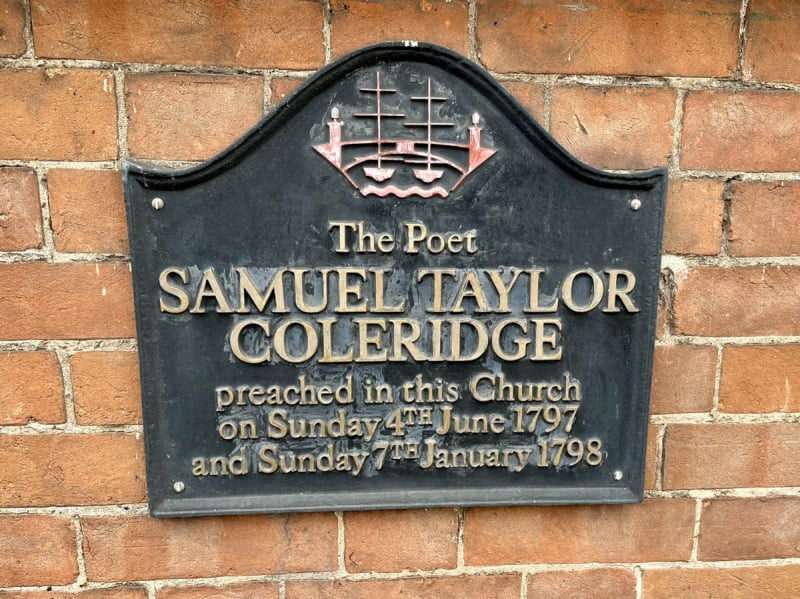 The Poet
SAMUEL TAYLOR
COLERIDGE
preached in this Church
on Sunday 4TH June 1797
and Sunday 7TH January 1798